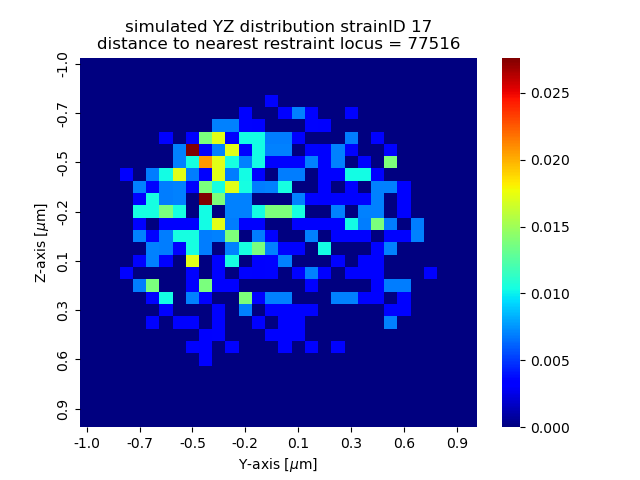 simulated YZ distribution strainID 17
distance to nearest restraint locus = 77516
-1.0
-0.7
-0.5
-0.2
0.1
0.3
0.6
0.9
Z-axis [μm]
-1.0 -0.7 -0.5 -0.2 0.1 0.3 0.6 0.9
Y-axis [μm]
0.025
0.020
0.015
0.010
0.005
0.000